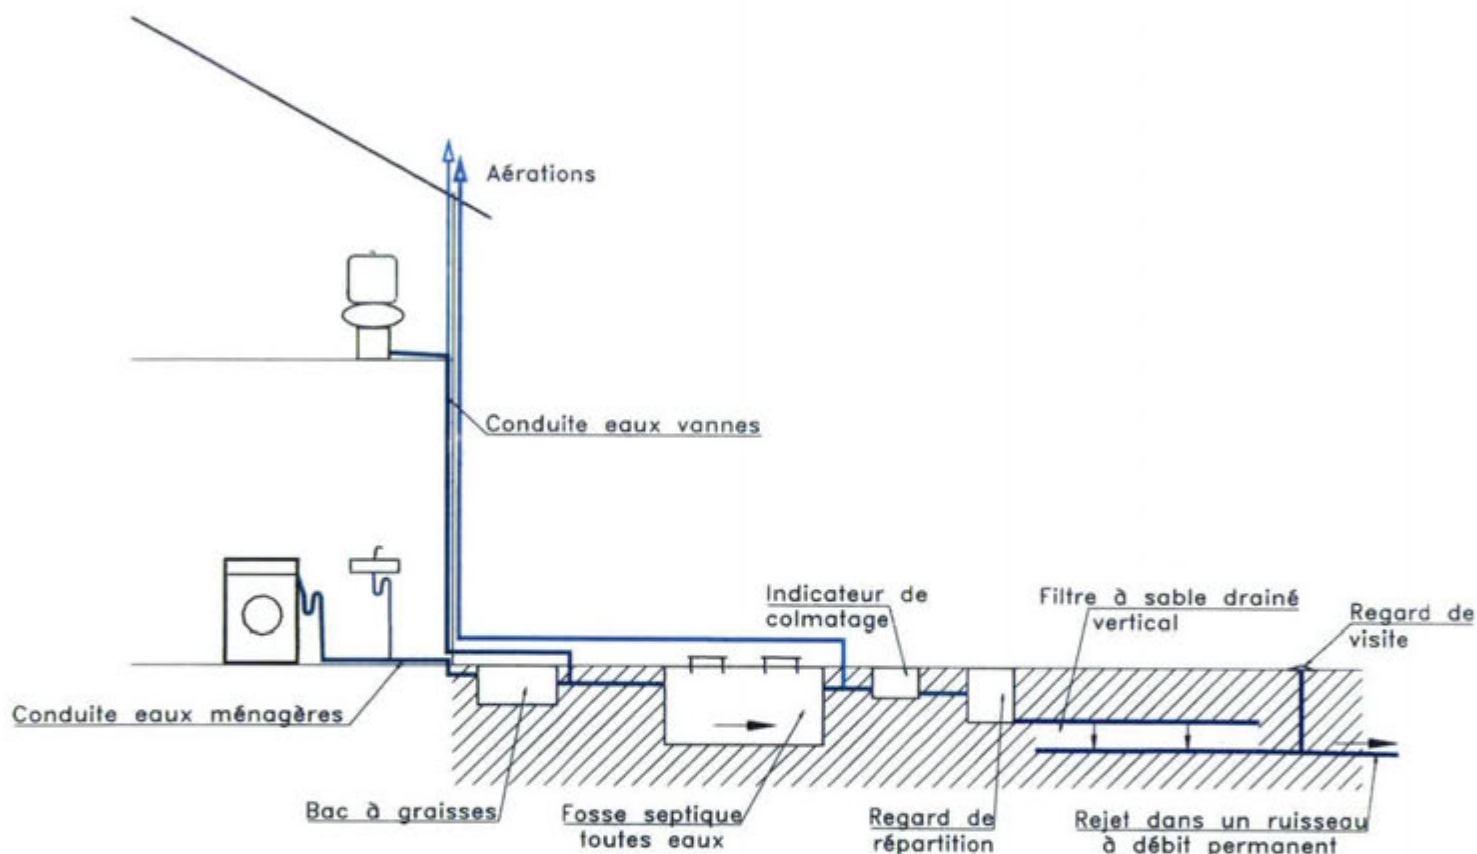 Aérations
Conduite eaux vannes
Indicateur de
colmatage
Filtre à sable drainé
vertical
Regard de
visite
Conduite eaux ménagères
Bac à graisses
Fosse septique
toutes eaux
Regard de
répartition
Rejet dans un ruisseau
à débit permanent